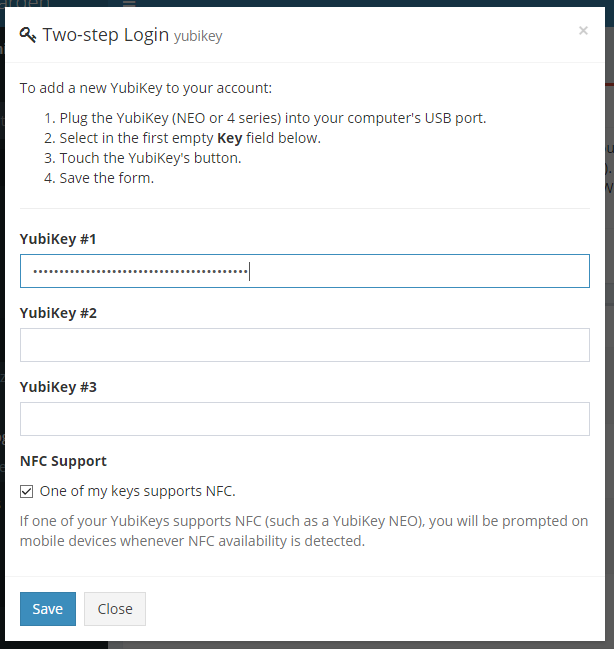 Two-step Login yubikey
×
To add a new YubiKey to your account:
1. Plug the YubiKey (NEO or 4 series) into your computer's USB port.
2. Select in the first empty Key field below.
3. Touch the YubiKey's button.
4. Save the form.
YubiKey #1
YubiKey #2
YubiKey #3
NFC Support
One of my keys supports NFC.
If one of your YubiKeys supports NFC (such as a YubiKey NEO), you will be prompted on
mobile devices whenever NFC availability is detected.
Save
Close